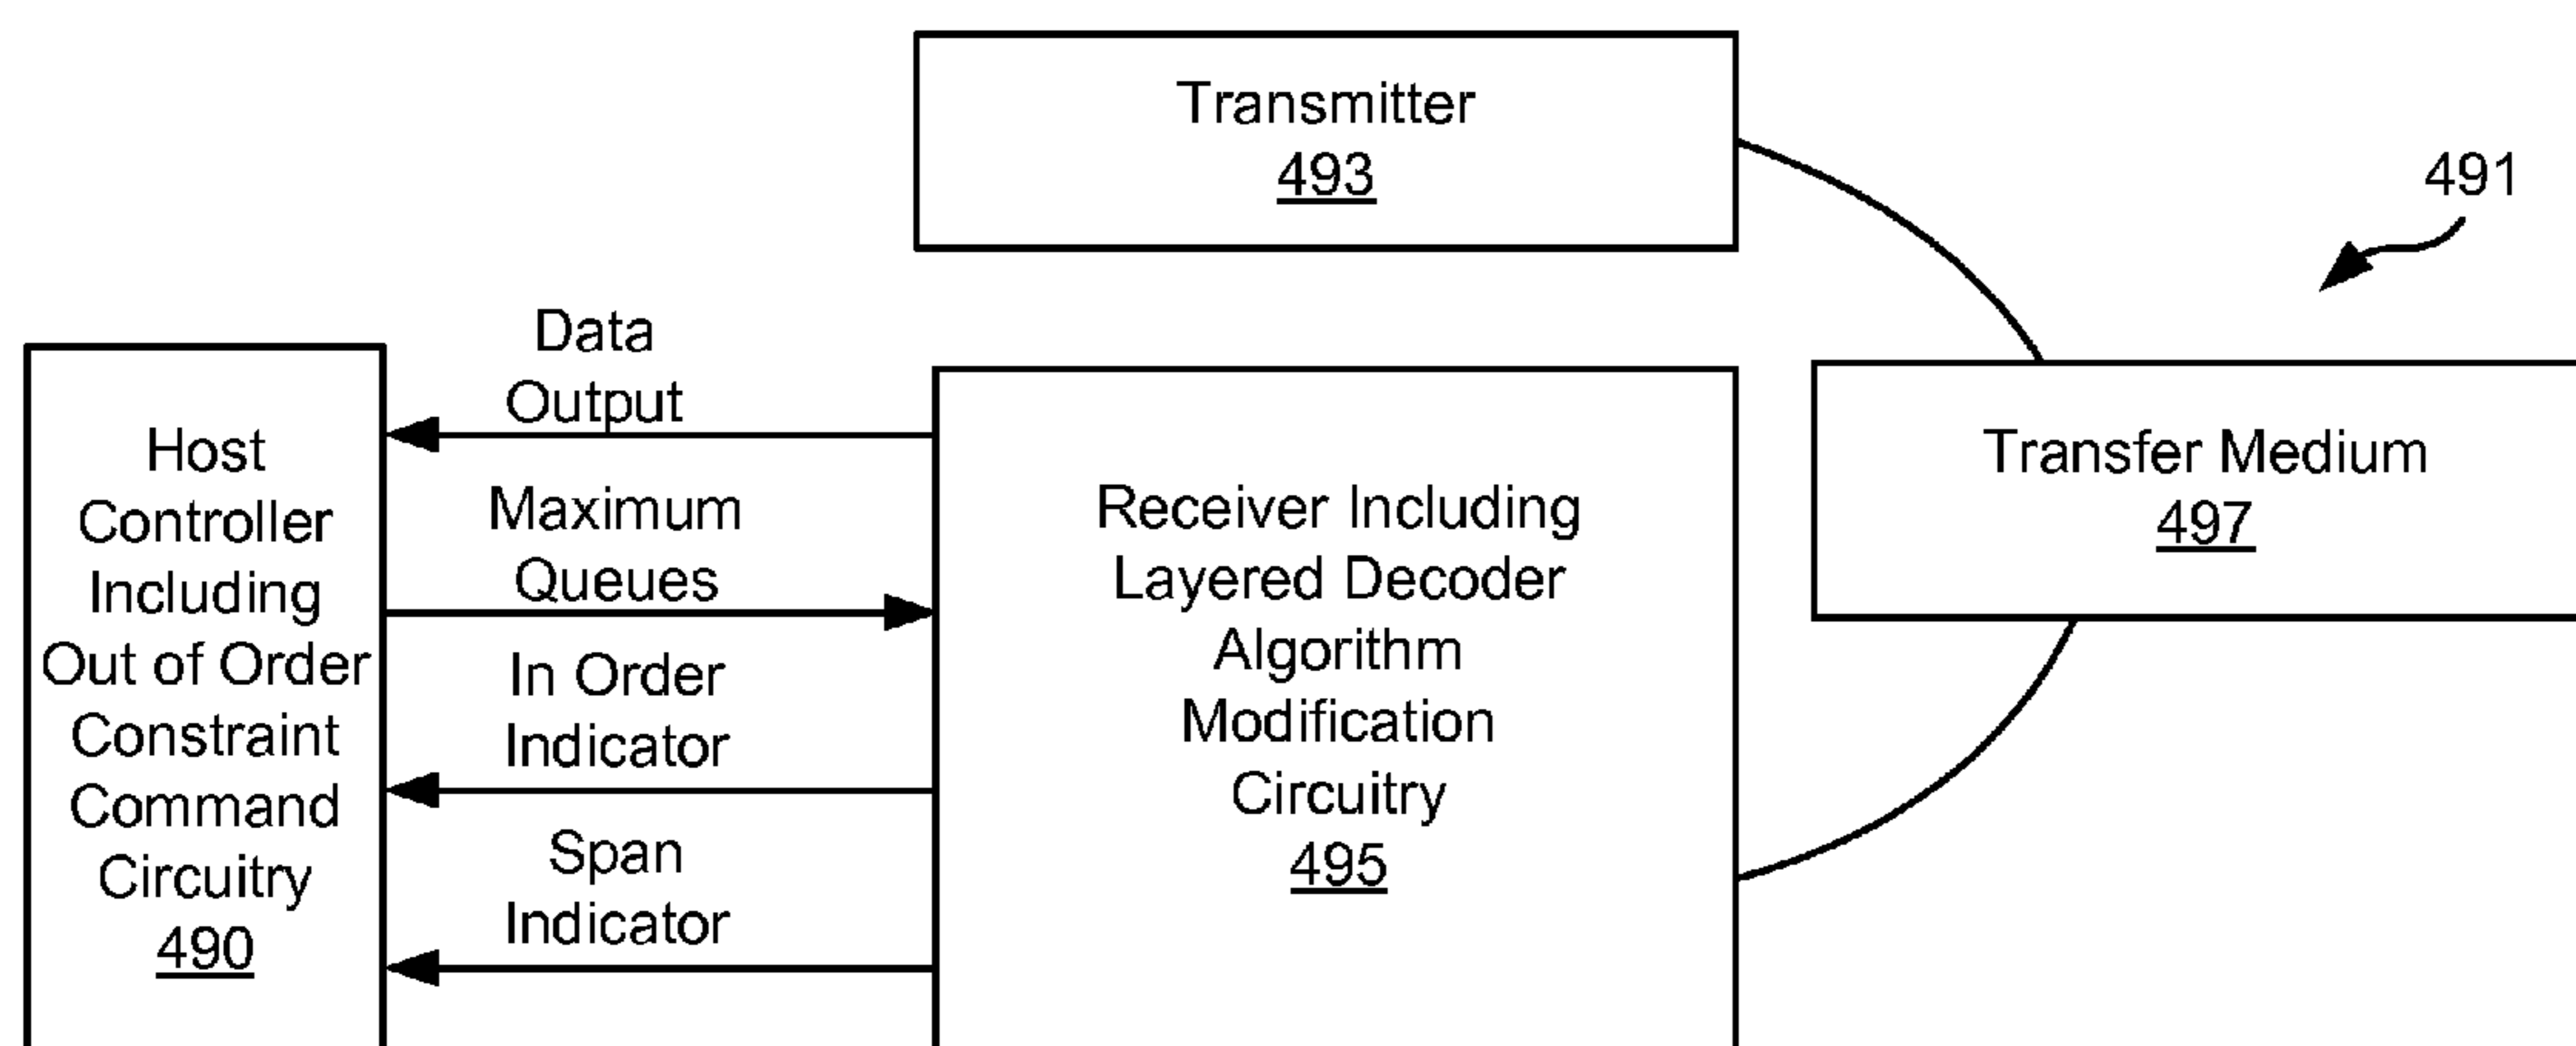 Transmitter
493
491
Host
Controller
Including
Out of Order
Constraint
Command
Circuitry
490
Data
Output
Maximum
Queues
In Order
Indicator
Span
Indicator
Receiver Including
Layered Decoder
Algorithm
Modification
Circuitry
495
Transfer Medium
497